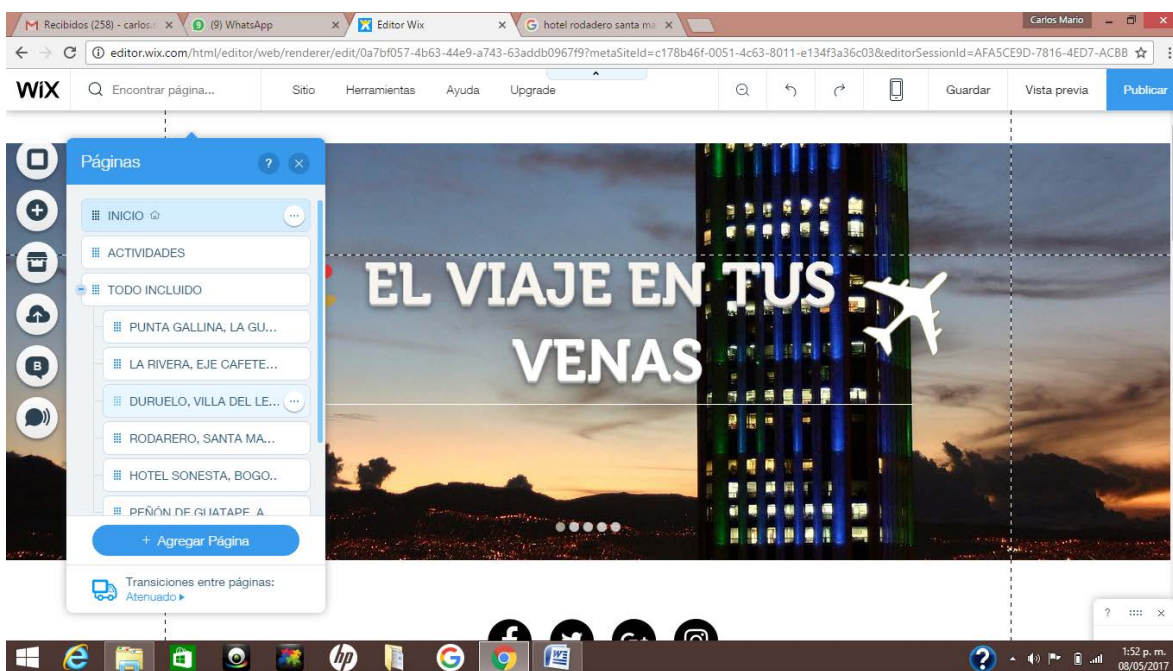 Recibidos (258) - carlos.
(9) WhatsApp
Editor Wix
hotel rodadero santa ma
Carlos Mario
editor.wix.com/html/editor/web/renderer/edit/0a7bf057-4b63-44e9-a743-63addb0967f9?metaSiteId=c178b46f-0051-4c63-8011-e134f3a36c03&editorSessionId=AFA5CE9D-7816-4ED7-ACBB
WiX
Encontrar página...
Sitio
Herramientas
Ayuda
Upgrade
Guardar
Vista previa
Publicar
Páginas
?
INICIO
ACTIVIDADES
TODO INCLUIDO
PUNTA GALLINA, LA GU...
LA RIVERA, EJE CAFETE...
DURUELO, VILLA DEL LE...
RODARERO, SANTA MA...
HOTEL SONESTA, BOGO..
PEÑÓN DE GUATAPE, A
+ Agregar Página
Transiciones entre páginas:
Atenuado
EL VIAJE EN TUS
VENAS
1:52 p. m.
08/05/2017